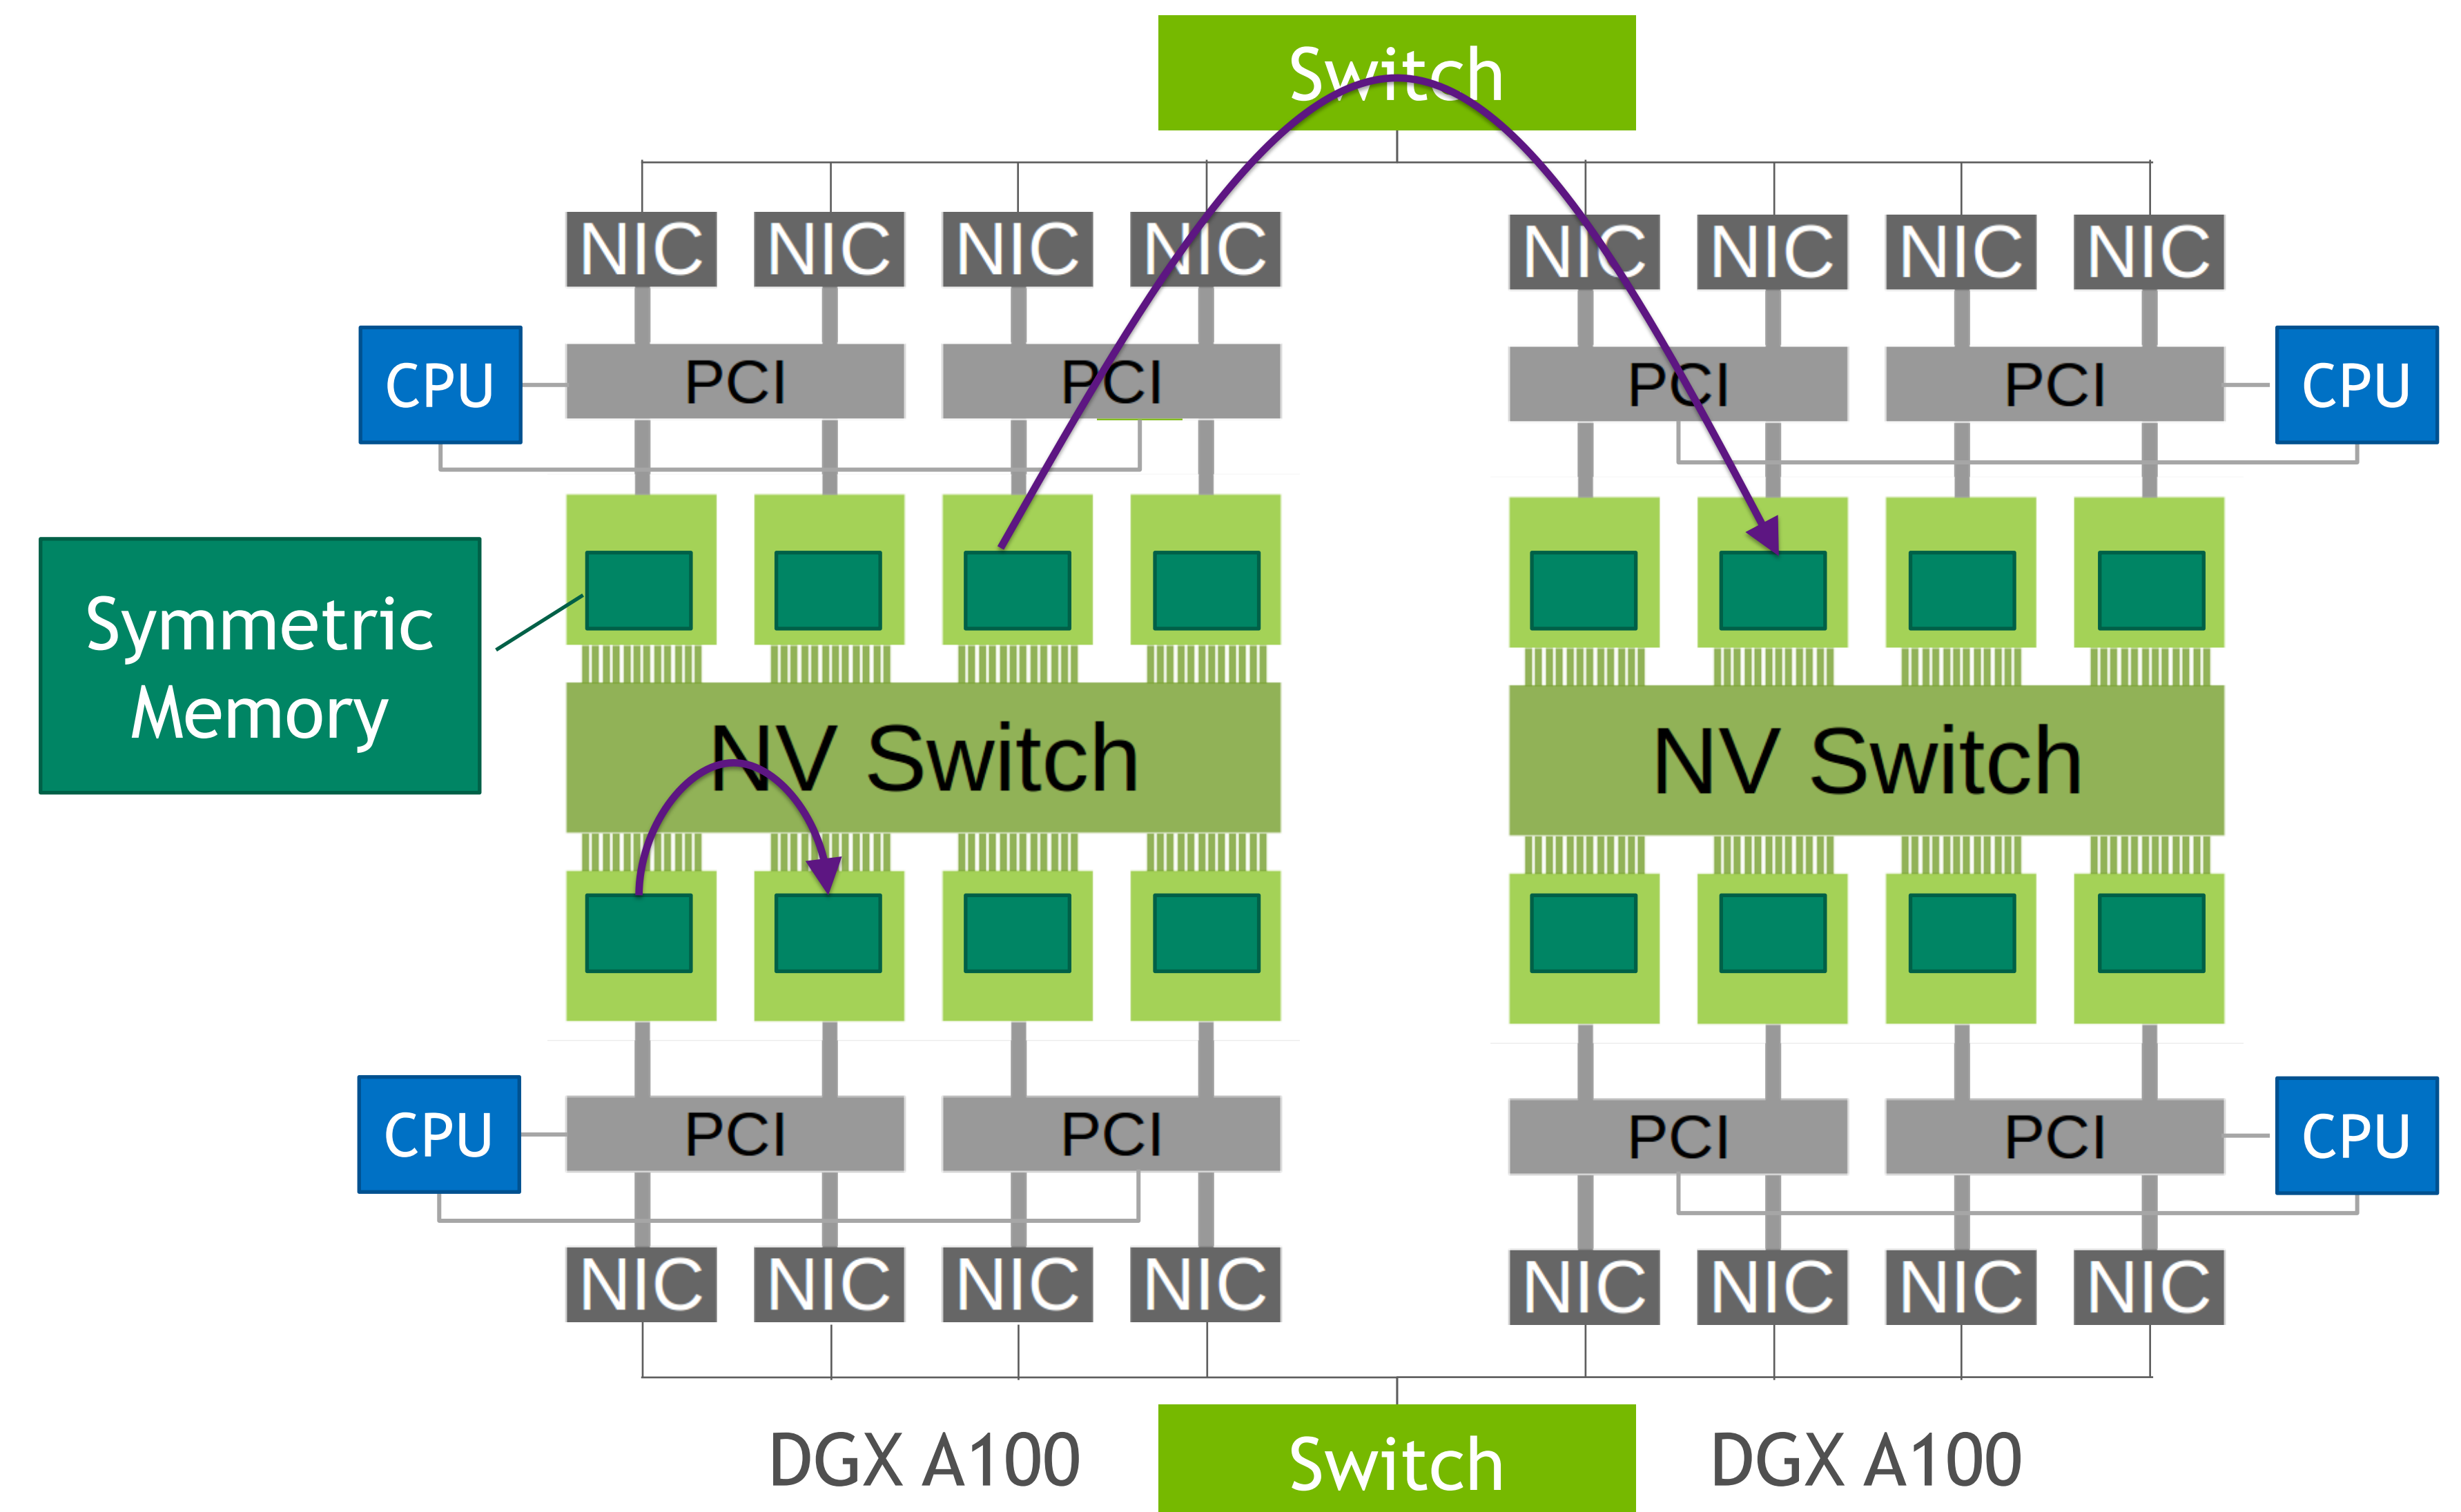 Switch
NIC NIC NIC NIC NIC NIC NIC NIC
CPU PCI PCI PCI PCI CPU
Symmetric
Memory
NV Switch NV Switch
CPU PCI PCI PCI PCI CPU
NIC NIC NIC NIC NIC NIC NIC NIC
DGX A100 Switch DGX A100